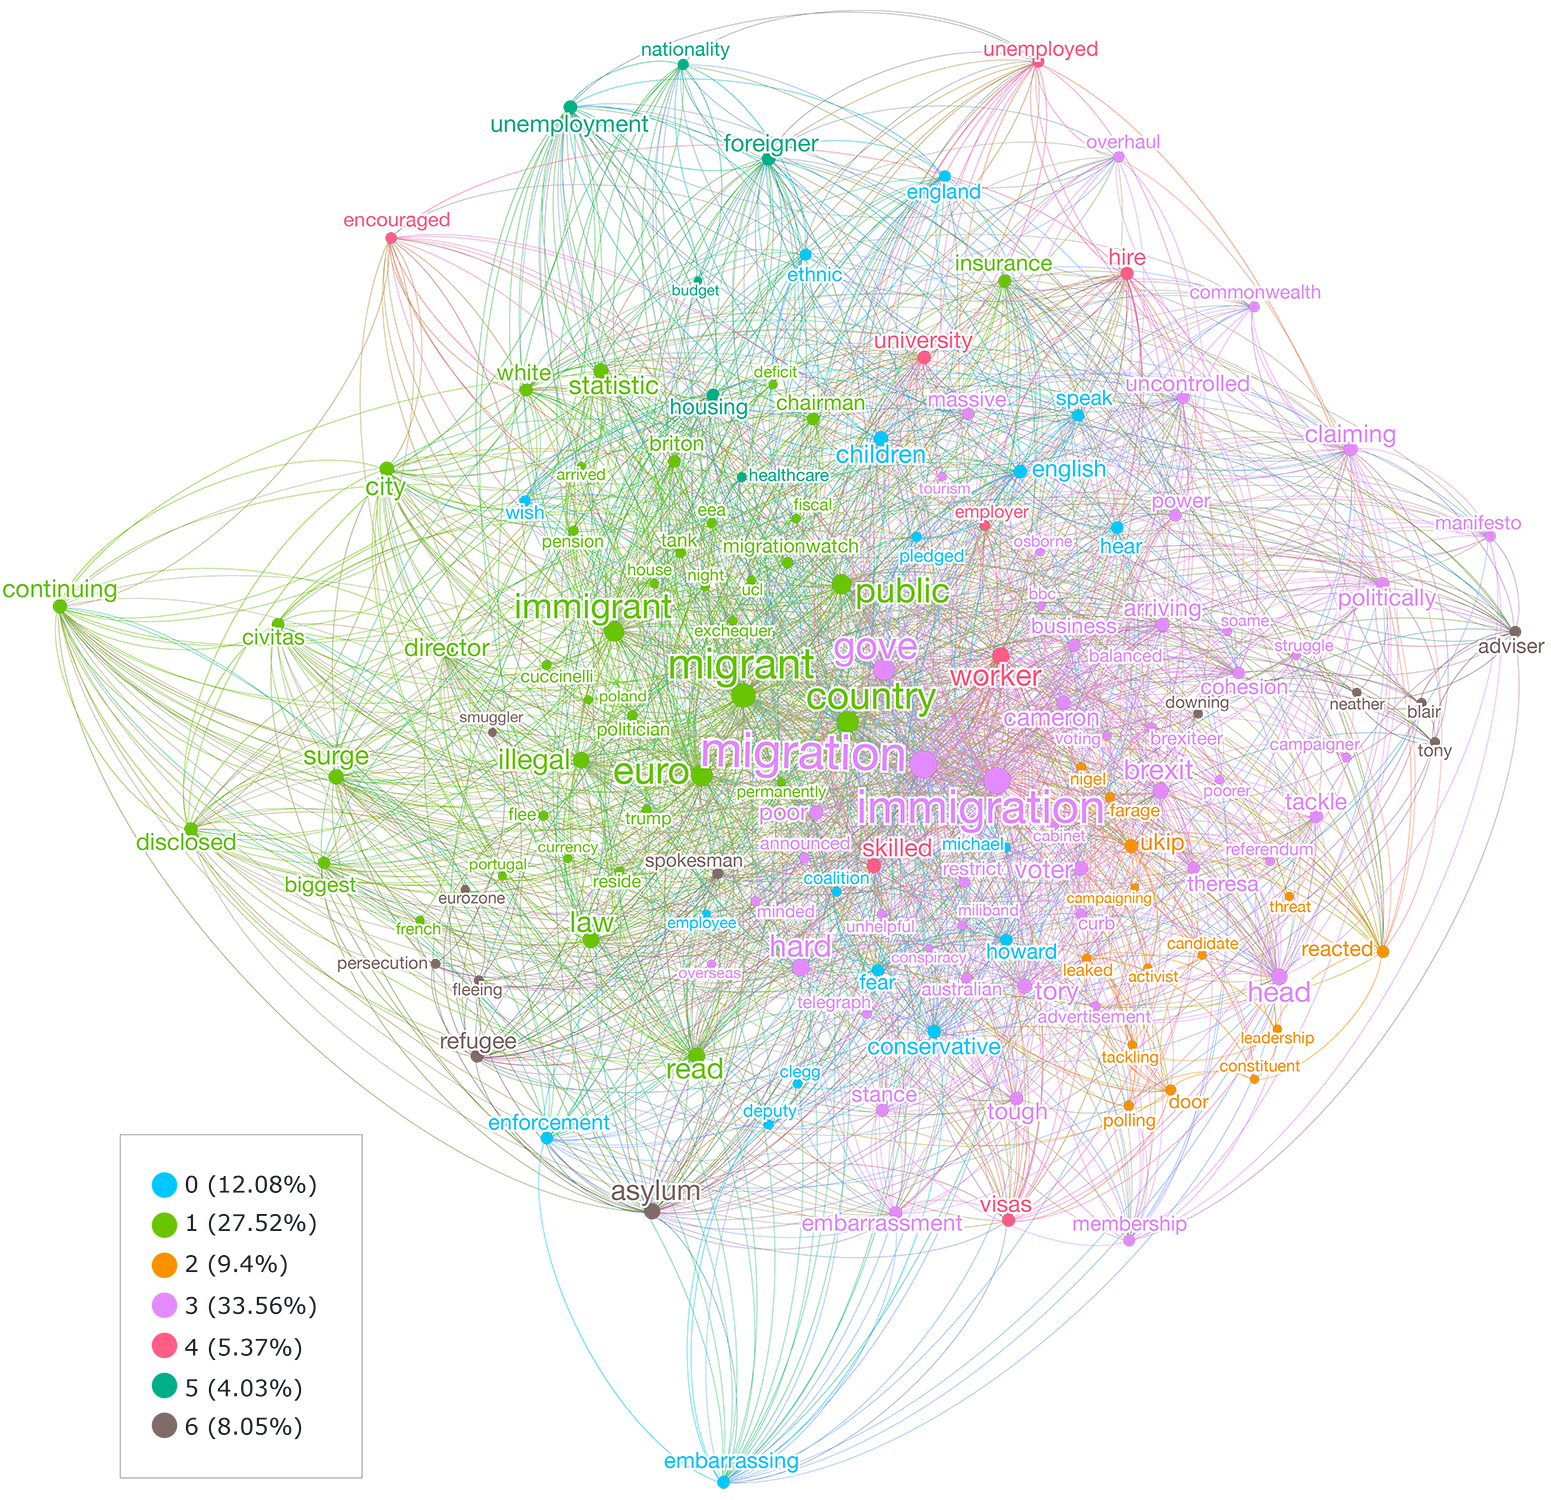 nationality
unemployed
unemployment
foreigner
overhaul
england
encouraged
ethnic
insurance
hire
budget
commonwealth
university
white
statistic
deficit
housing
chairman
massive
uncontrolled
speak
briton
children
claiming
arrived
healthcare
english
city
tourism
wish
eea
fiscal
employer
power
manifesto
pension
tank
migrationwatch
pledged
osborne
hear
house
night
ucl
continuing
immigrant
public
bbc
politically
civitas
exchequer
business
arriving
soame
director
gove
balanced
struggle
adviser
cuccinelli
migrant
worker
cohesion
poland
country
cameron
downing
neather
blair
smuggler
politician
voting
brexiteer
campaigner
tony
surge
illegal
euro
migration
nigel
brexit
permanently
poorer
flee
trump
poor
immigration
farage
tackle
disclosed
currency
announced
skilled
michael
cabinet
ukip
referendum
biggest
portugal
reside
spokesman
coalition
restrict
voter
theresa
eurozone
campaigning
threat
french
law
employee
minded
unhelpful
miliband
curb
persecution
hard
conspiracy
howard
candidate
reacted
fleeing
overseas
fear
australian
leaked
activist
telegraph
tory
head
refugee
advertisement
conservative
leadership
read
clegg
tackling
constituent
enforcement
deputy
stance
tough
polling
door
asylum
embarrassment
visas
membership
0 (12.08%)
1 (27.52%)
2 (9.4%)
3 (33.56%)
4 (5.37%)
5 (4.03%)
6 (8.05%)
embarrassing